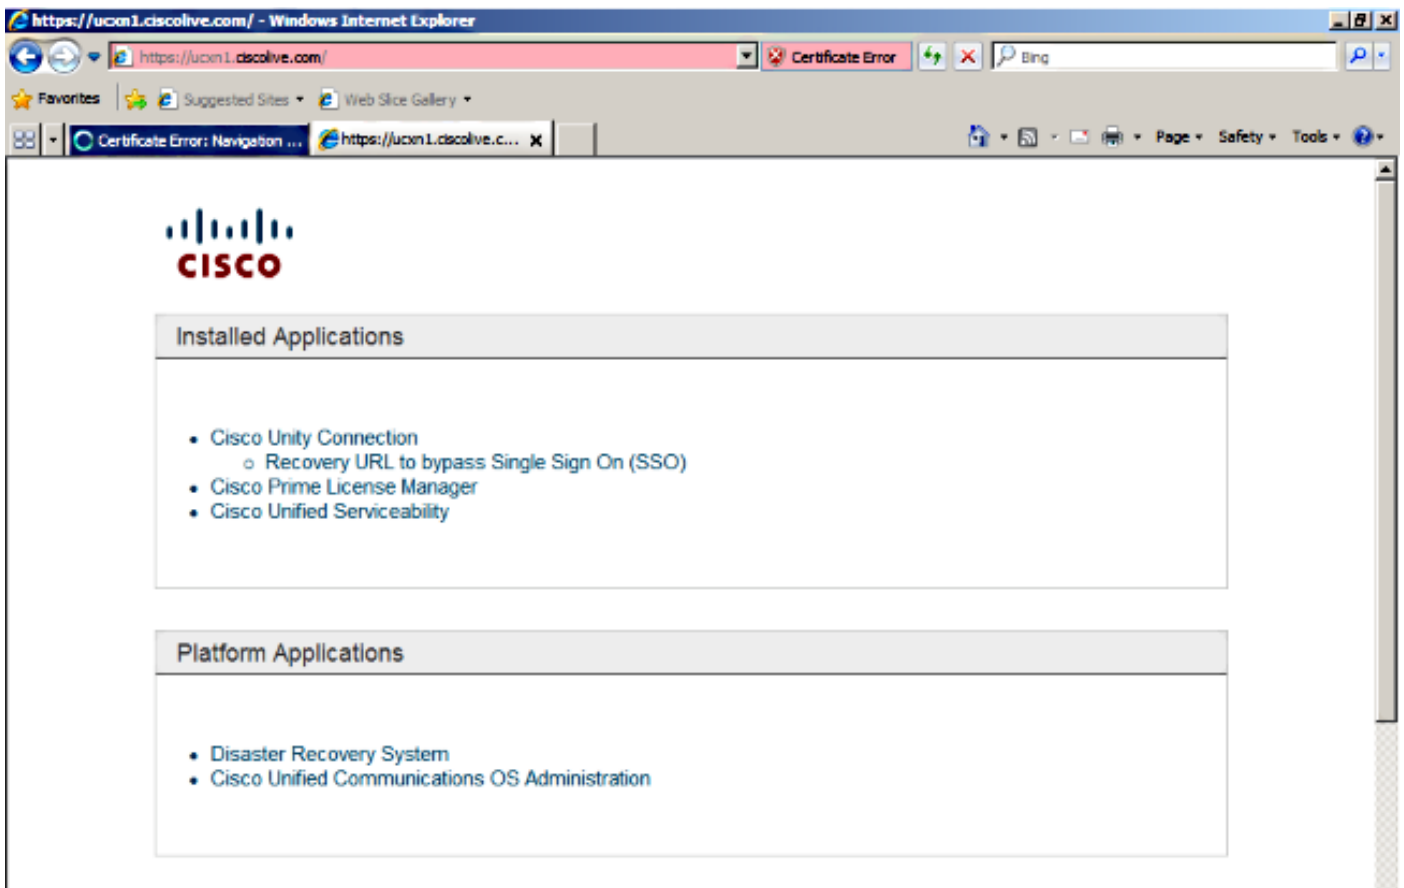 https://ucxn1.ciscolive.com/ - Windows Internet Explorer
https://ucxn1.ciscolive.com/
Certificate Error
Bing
Favorites
Suggested Sites
Web Slice Gallery
Certificate Error: Navigation ...
https://ucxn1.ciscolive.c...
Page
Safety
Tools
CISCO
Installed Applications
Cisco Unity Connection
Recovery URL to bypass Single Sign On (SSO)
Cisco Prime License Manager
Cisco Unified Serviceability
Platform Applications
Disaster Recovery System
Cisco Unified Communications OS Administration